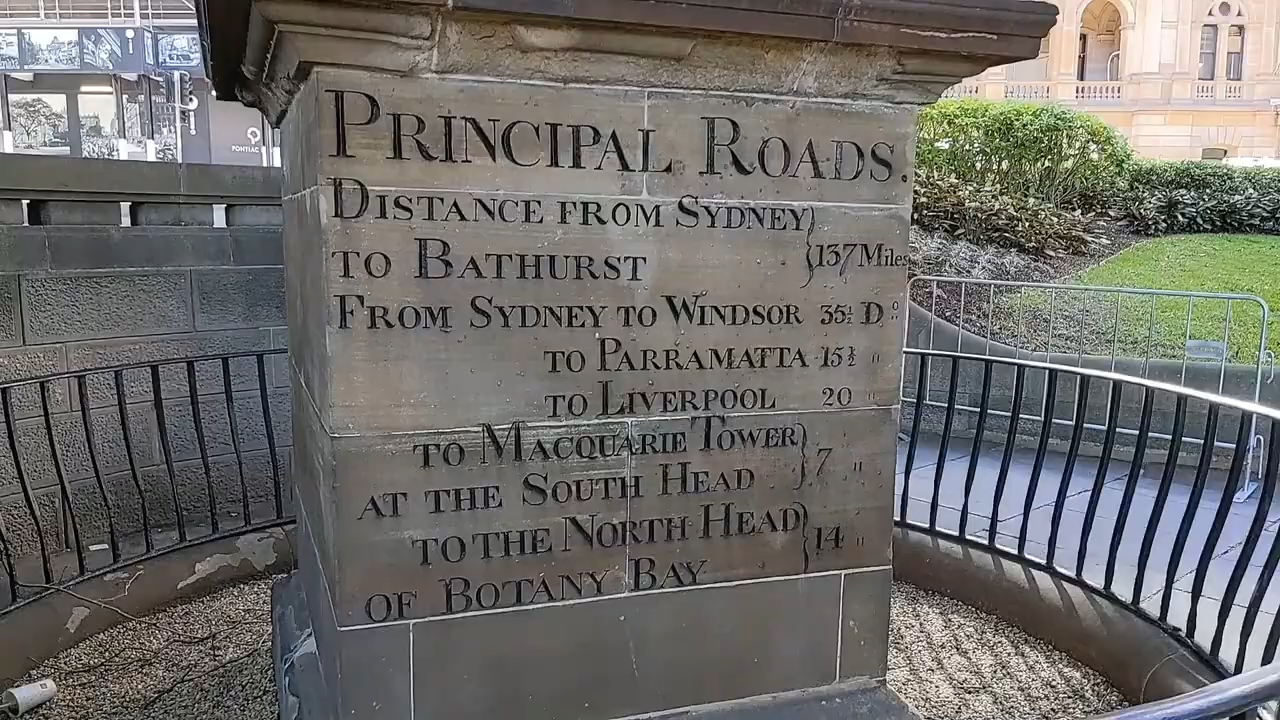 PRINCIPAL ROADS.
DISTANCE FROM SYDNEY
TO BATHURST 137 Miles
FROM SYDNEY TO WINDSOR 35½ Do
TO PARRAMATTA 15½ "
TO LIVERPOOL 20 "
TO MACQUARIE TOWER
AT THE SOUTH HEAD 7 "
TO THE NORTH HEAD
OF BOTANY BAY 14 "
PONTIAC